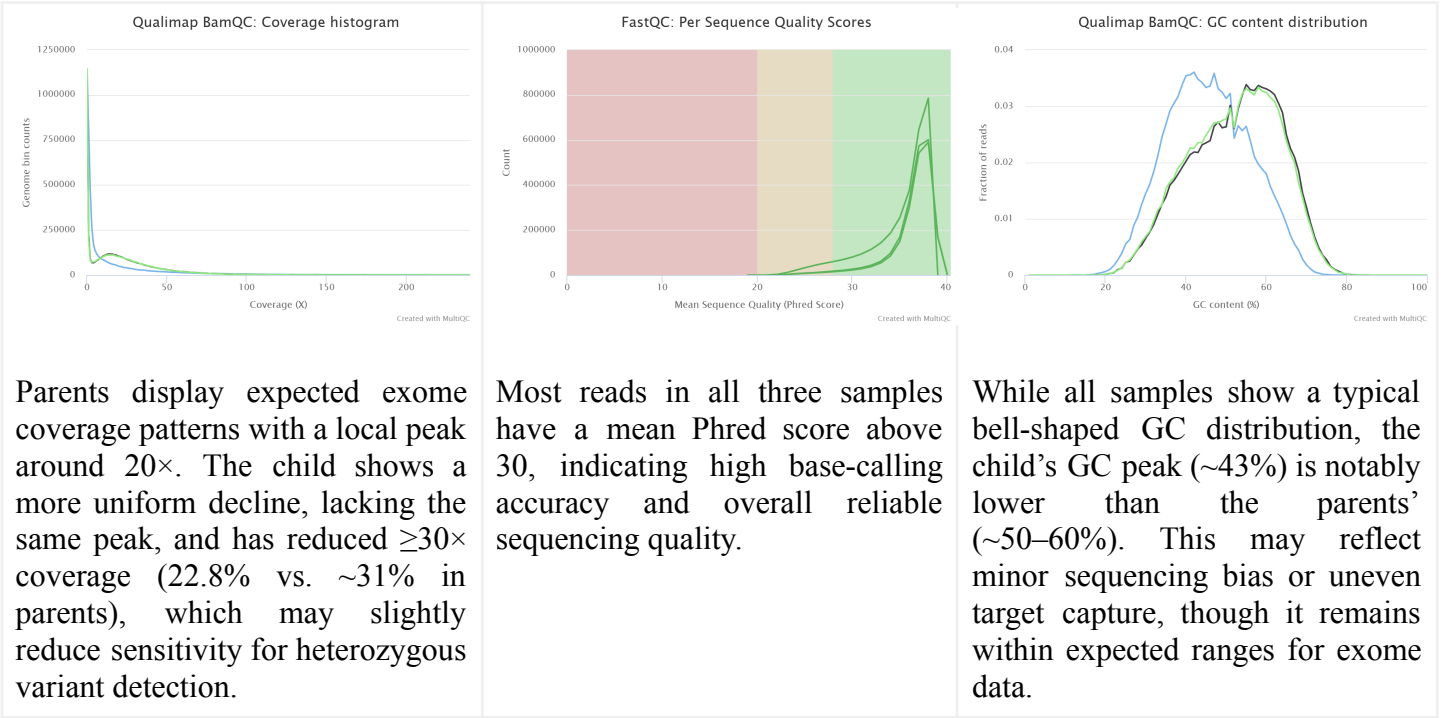 Qualimap BamQC: Coverage histogram
1250000
1000000
750000
500000
250000
0
Genome bin counts
0
50
100
150
200
Coverage (X)
Created with MultiQC
Parents display expected exome
coverage patterns with a local peak
around 20×. The child shows a
more uniform decline, lacking the
same peak, and has reduced ≥30×
coverage (22.8% vs. ~31% in
parents), which may slightly
reduce sensitivity for heterozygous
variant detection.
FastQC: Per Sequence Quality Scores
1000000
800000
600000
400000
200000
0
Count
0
10
20
30
40
Mean Sequence Quality (Phred Score)
Created with MultiQC
Most reads in all three samples
have a mean Phred score above
30, indicating high base-calling
accuracy and overall reliable
sequencing quality.
Qualimap BamQC: GC content distribution
0.04
0.03
0.02
0.01
0
Fraction of reads
0
20
40
60
80
100
GC content (%)
Created with MultiQC
While all samples show a typical
bell-shaped GC distribution, the
child’s GC peak (~43%) is notably
lower than the parents’
(~50–60%). This may reflect
minor sequencing bias or uneven
target capture, though it remains
within expected ranges for exome
data.